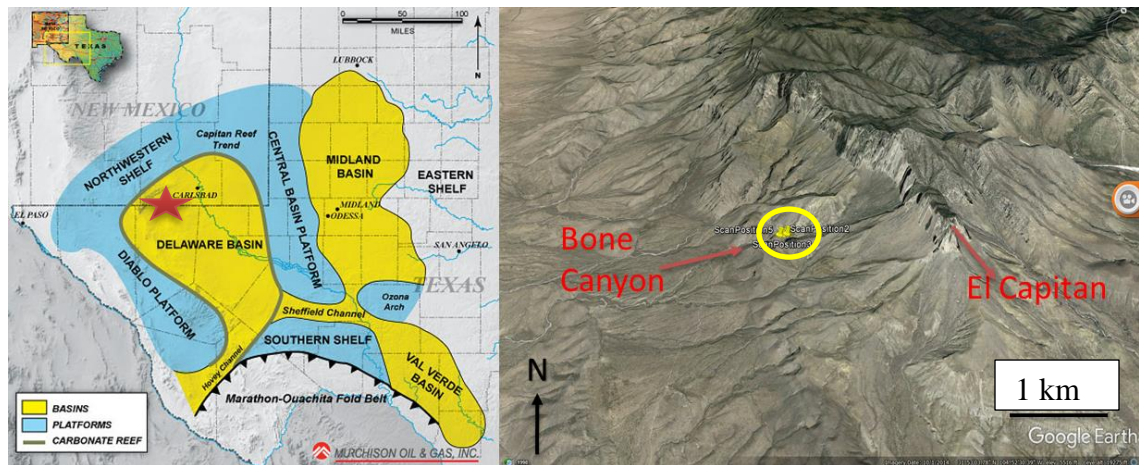 0 50 100
MILES
N
TEXAS
LUBBOCK
NEW MEXICO
Capitan Reef
Trend
NORTHWESTERN
SHELF
CENTRAL BASIN PLATFORM
MIDLAND
BASIN
EASTERN
SHELF
CARLSBAD
EL PASO
MIDLAND
ODESSA
DELAWARE BASIN
SAN ANGELO
TEXAS
DIABLO PLATFORM
Ozona
Arch
Sheffield Channel
SOUTHERN SHELF
Hovey Channel
VAL VERDE
BASIN
Marathon-Ouachita Fold Belt
BASINS
PLATFORMS
CARBONATE REEF
MURCHISON OIL & GAS, INC.
ScanPosition5 ScanPosition2
ScanPosition3
Bone
Canyon
El Capitan
N
1 km
Google Earth